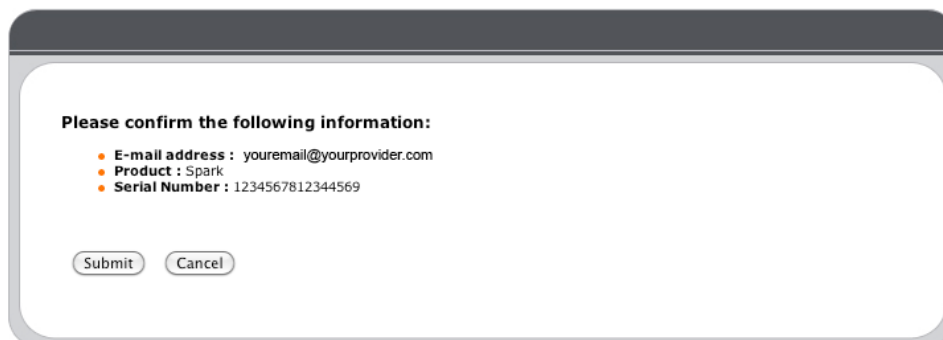 Please confirm the following information:
E-mail address : youremail@yourprovider.com
Product : Spark
Serial Number : 1234567812344569
Submit Cancel